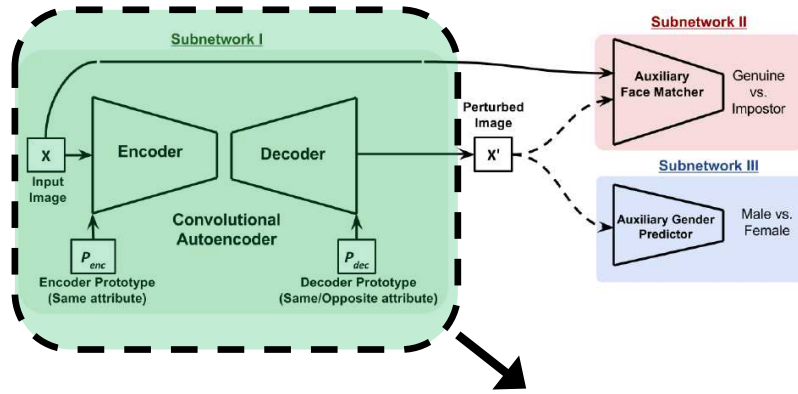 Subnetwork I
Subnetwork II
Auxiliary
Face Matcher
Genuine
vs.
Impostor
Perturbed
Image
X
Input
Image
Encoder
Decoder
X'
Convolutional
Autoencoder
Subnetwork III
Auxiliary Gender
Predictor
Male vs.
Female
Penc
Encoder Prototype
(Same attribute)
Pdec
Decoder Prototype
(Same/Opposite attribute)